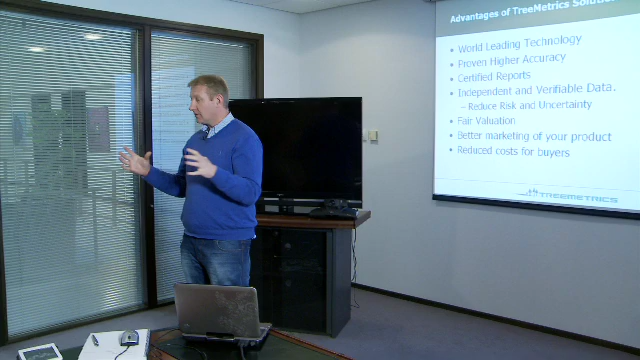 Advantages of TreeMetrics Solution
• World Leading Technology
• Proven Higher Accuracy
• Certified Reports
• Independent and Verifiable Data.
– Reduce Risk and Uncertainty
• Fair Valuation
• Better marketing of your product
• Reduced costs for buyers
TREEMETRICS